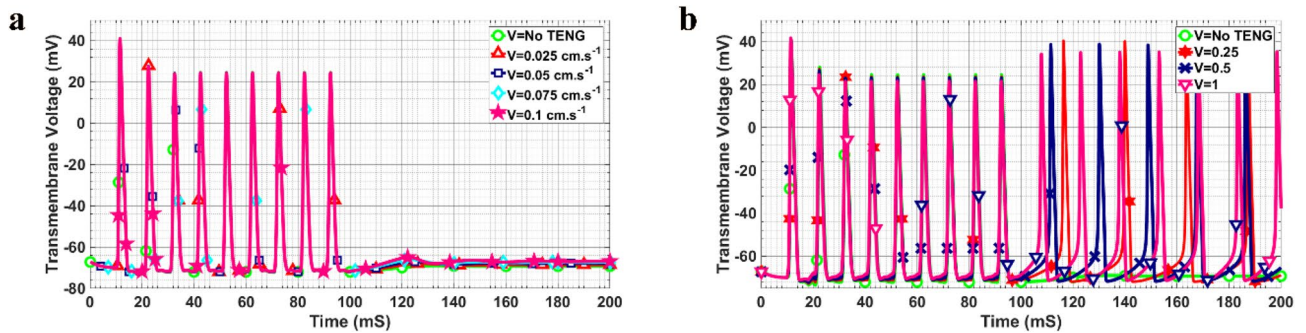 a
Transmembrane Voltage (mV)
40
20
0
-20
-40
-60
-80
0 20 40 60 80 100 120 140 160 180 200
Time (mS)
V=No TENG
V=0.025 cm.s⁻¹
V=0.05 cm.s⁻¹
V=0.075 cm.s⁻¹
V=0.1 cm.s⁻¹
b
Transmembrane Voltage (mV)
40
20
0
-20
-40
-60
0 20 40 60 80 100 120 140 160 180 200
Time (mS)
V=No TENG
V=0.25
V=0.5
V=1